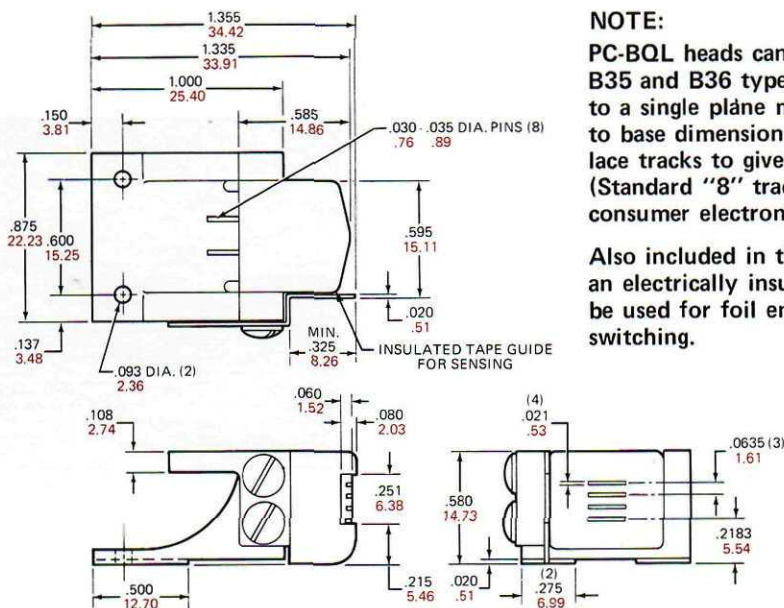 1.355
34.42
1.335
33.91
1.000
25.40
.150
3.81
.585
14.86
.030 - .035 DIA. PINS (8)
.76 .89
.875
22.23
.600
15.25
.595
15.11
.020
.51
.137
3.48
.093 DIA. (2)
2.36
MIN.
.325
8.26
INSULATED TAPE GUIDE
FOR SENSING
NOTE:
PC-BQL heads can
B35 and B36 type
to a single plane m
to base dimension
lace tracks to give
(Standard "8" trac
consumer electron
Also included in t
an electrically insu
be used for foil en
switching.
.108
2.74
.060
1.52
.080
2.03
.251
6.38
.215
5.46
.500
12.70
(4)
.021
.53
.0635 (3)
1.61
.580
14.73
.2183
5.54
.020
.51
(2)
.275
6.99